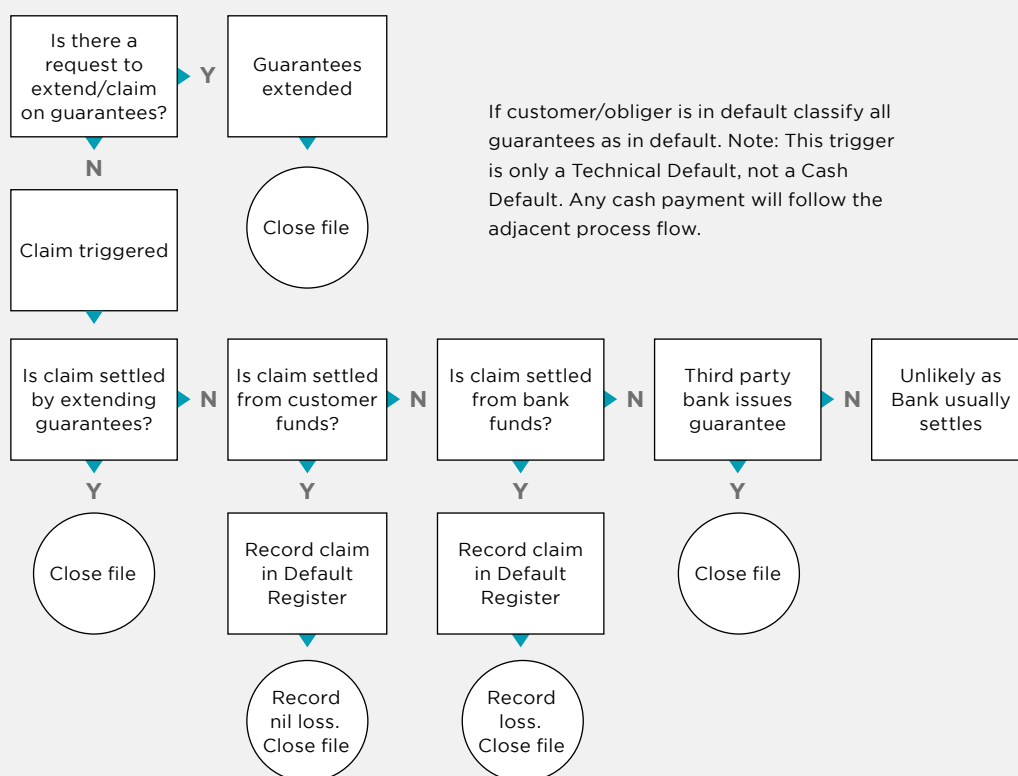 Is there a
request to
extend/claim
on guarantees?
Y
Guarantees
extended
If customer/obliger is in default classify all
guarantees as in default. Note: This trigger
is only a Technical Default, not a Cash
Default. Any cash payment will follow the
adjacent process flow.
N
Close file
Claim triggered
Is claim settled
by extending
guarantees?
N
Is claim settled
from customer
funds?
N
Is claim settled
from bank
funds?
N
Third party
bank issues
guarantee
N
Unlikely as
Bank usually
settles
Y
Y
Y
Y
Close file
Record claim
in Default
Register
Record claim
in Default
Register
Close file
Record
nil loss.
Close file
Record
loss.
Close file